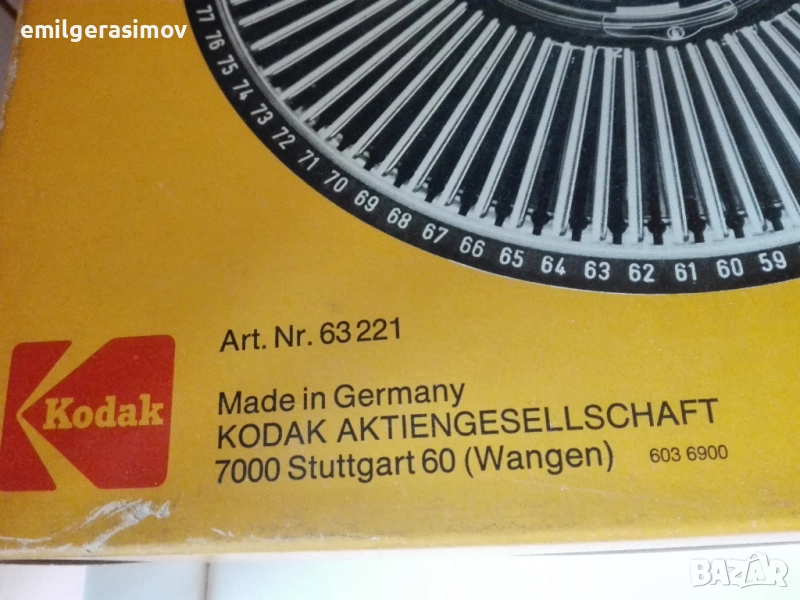 emilgerasimov
77 76 75 74 73 72 71 70 69 68 67 66 65 64 63 62 61 60 59
Art. Nr. 63 221
Kodak
Made in Germany
KODAK AKTIENGESELLSCHAFT
7000 Stuttgart 60 (Wangen) 603 6900
BAZAR